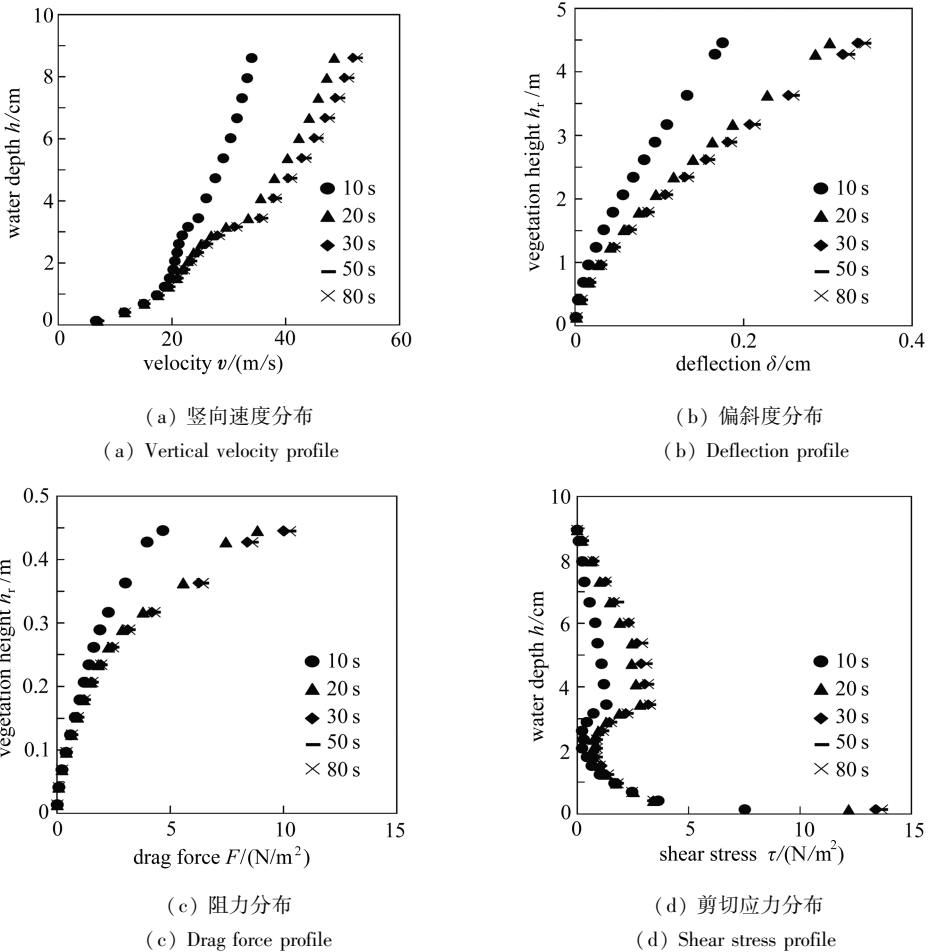 10
8
6
4
2
0
water depth h/cm
10 s
20 s
30 s
50 s
80 s
0
20
40
60
velocity v/(m/s)
(a) 竖向速度分布
(a) Vertical velocity profile
5
4
3
2
1
0
vegetation height hr/m
10 s
20 s
30 s
50 s
80 s
0
0.2
0.4
deflection δ/cm
(b) 偏斜度分布
(b) Deflection profile
0.5
0.4
0.3
0.2
0.1
0
vegetation height hr/m
10 s
20 s
30 s
50 s
80 s
0
5
10
15
drag force F/(N/m²)
(c) 阻力分布
(c) Drag force profile
10
8
6
4
2
0
water depth h/cm
10 s
20 s
30 s
50 s
80 s
0
5
10
15
shear stress τ/(N/m²)
(d) 剪切应力分布
(d) Shear stress profile